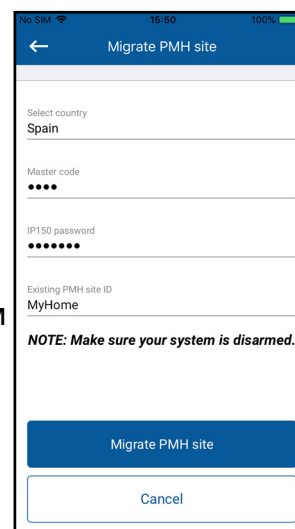 No SIM 15:50 100%
Migrate PMH site
Select country
Spain
Master code
••••
IP150 password
•••••••
Existing PMH site ID
MyHome
NOTE: Make sure your system is disarmed.
Migrate PMH site
Cancel